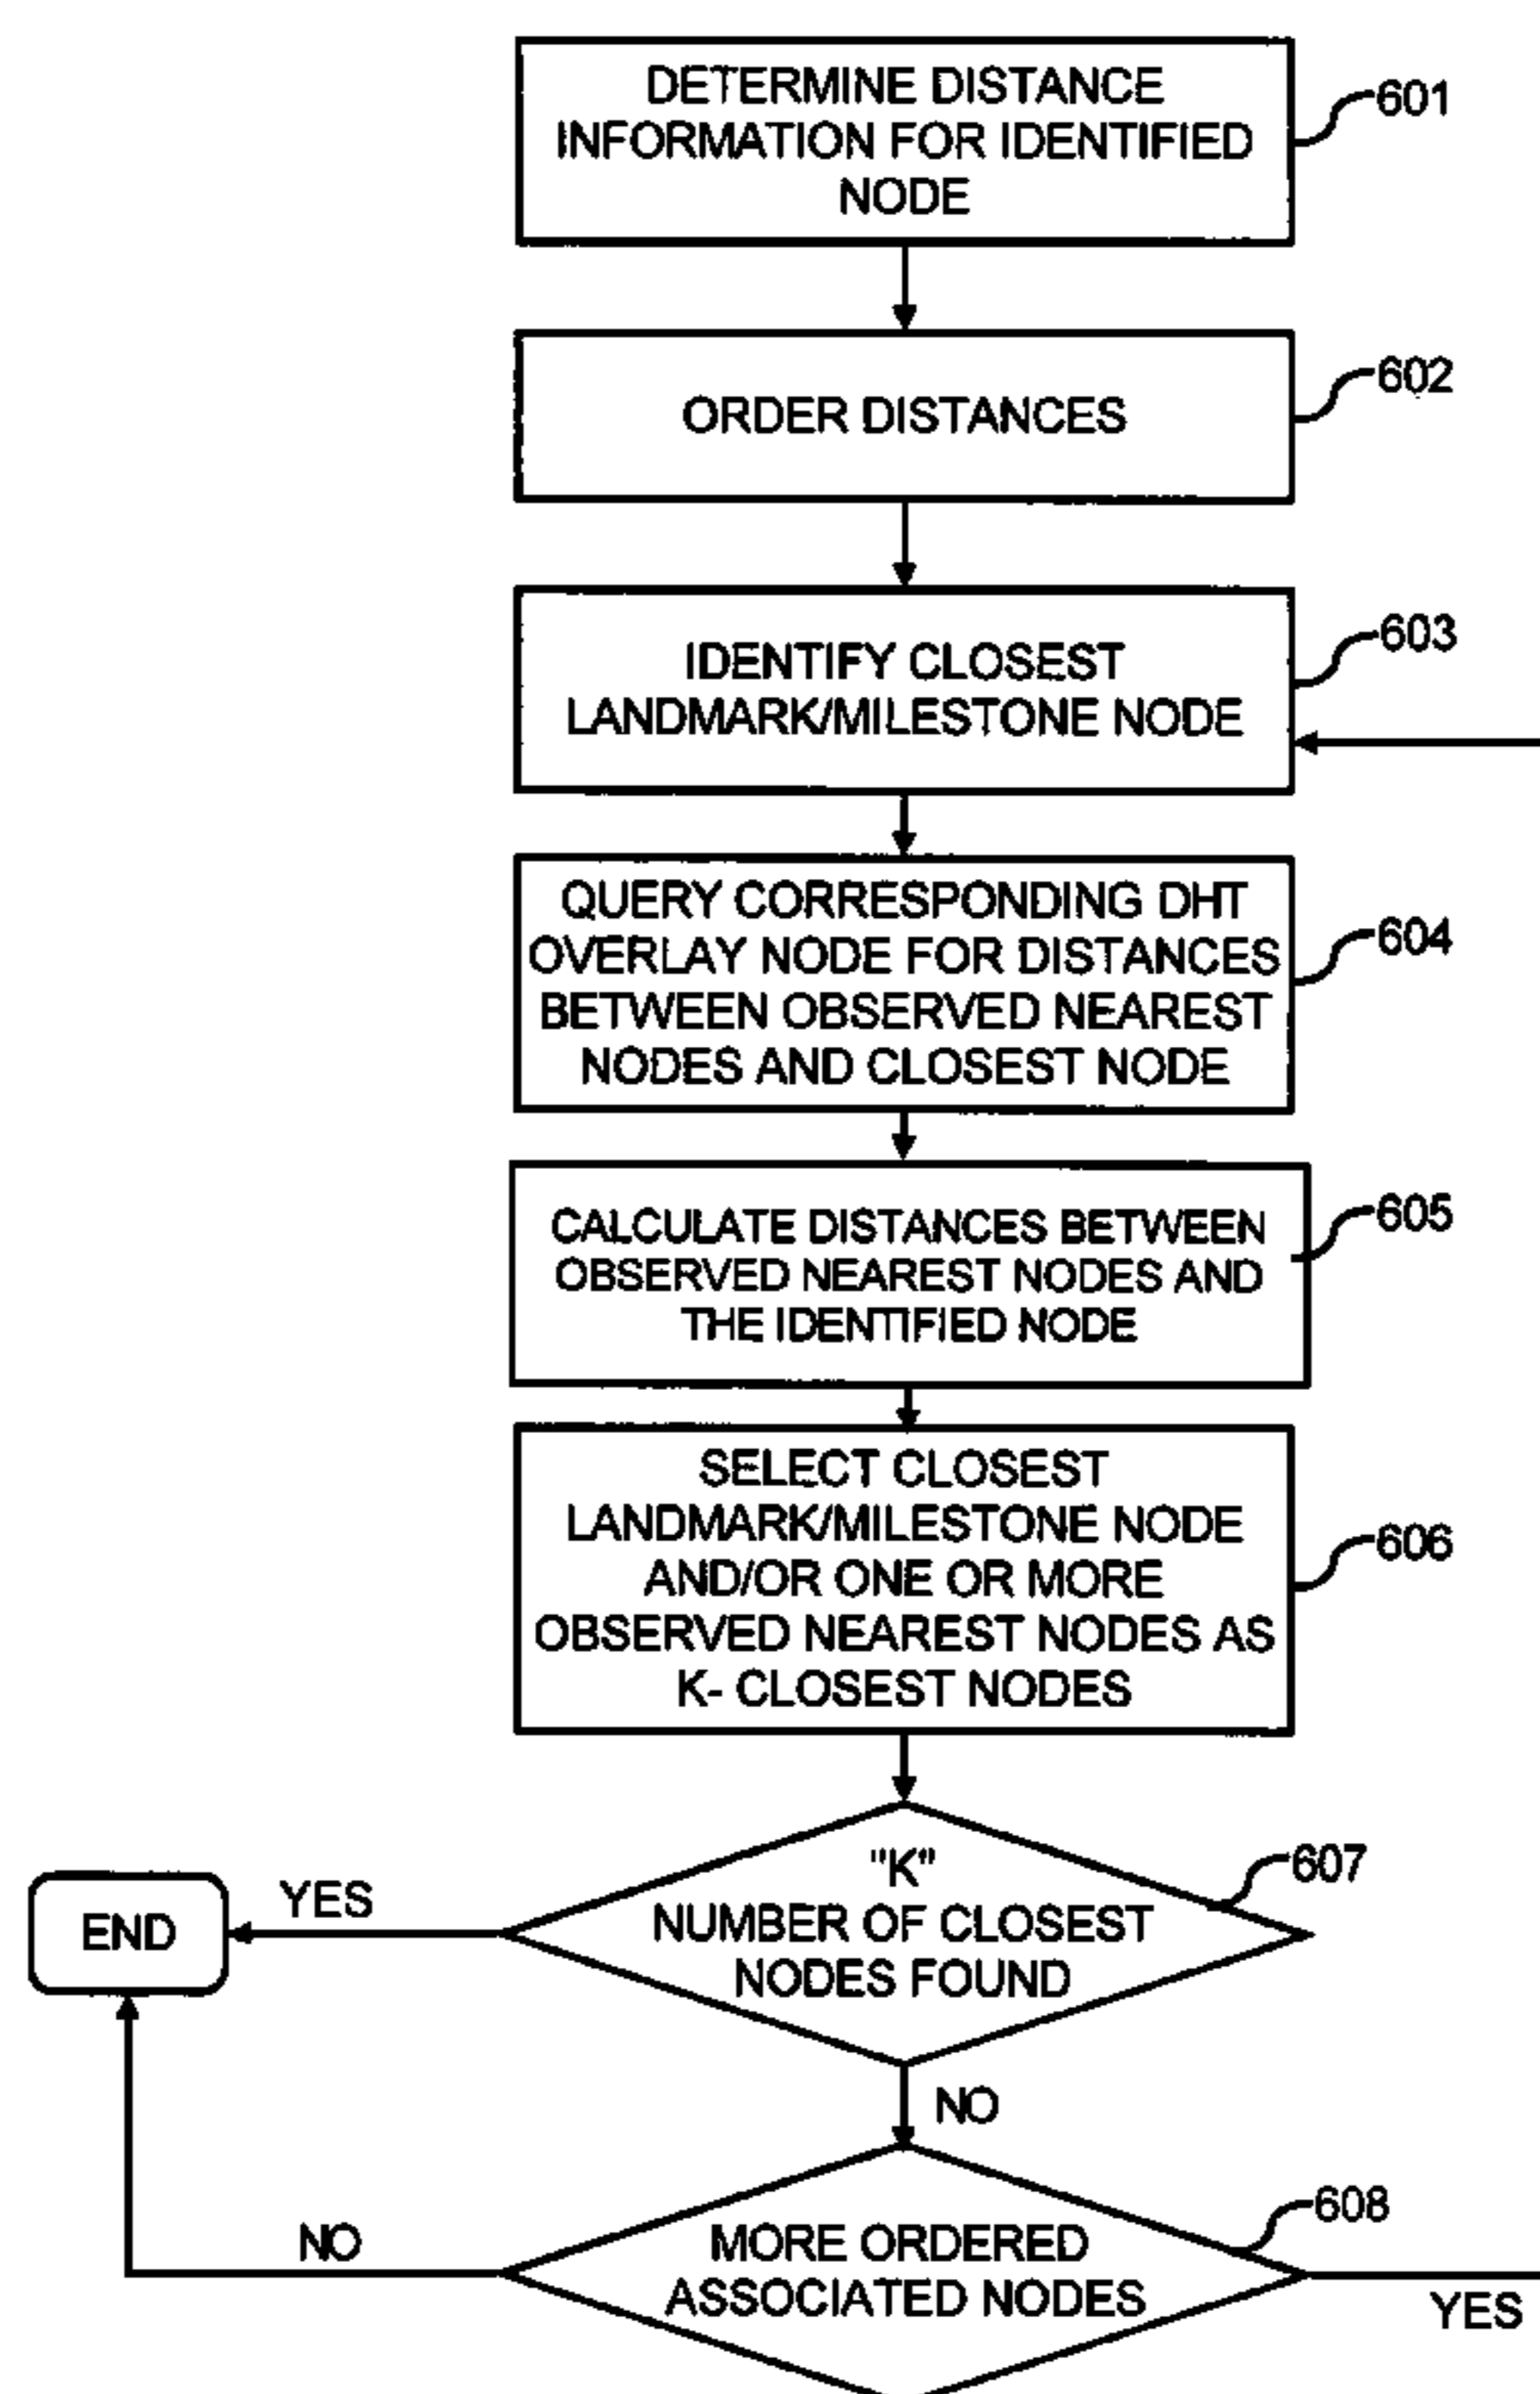 DETERMINE DISTANCE
INFORMATION FOR IDENTIFIED
NODE
601
ORDER DISTANCES
602
IDENTIFY CLOSEST
LANDMARK/MILESTONE NODE
603
QUERY CORRESPONDING DHT
OVERLAY NODE FOR DISTANCES
BETWEEN OBSERVED NEAREST
NODES AND CLOSEST NODE
604
CALCULATE DISTANCES BETWEEN
OBSERVED NEAREST NODES AND
THE IDENTIFIED NODE
605
SELECT CLOSEST
LANDMARK/MILESTONE NODE
AND/OR ONE OR MORE
OBSERVED NEAREST NODES AS
K- CLOSEST NODES
606
"K"
NUMBER OF CLOSEST
NODES FOUND
607
YES
END
NO
MORE ORDERED
ASSOCIATED NODES
608
NO
YES